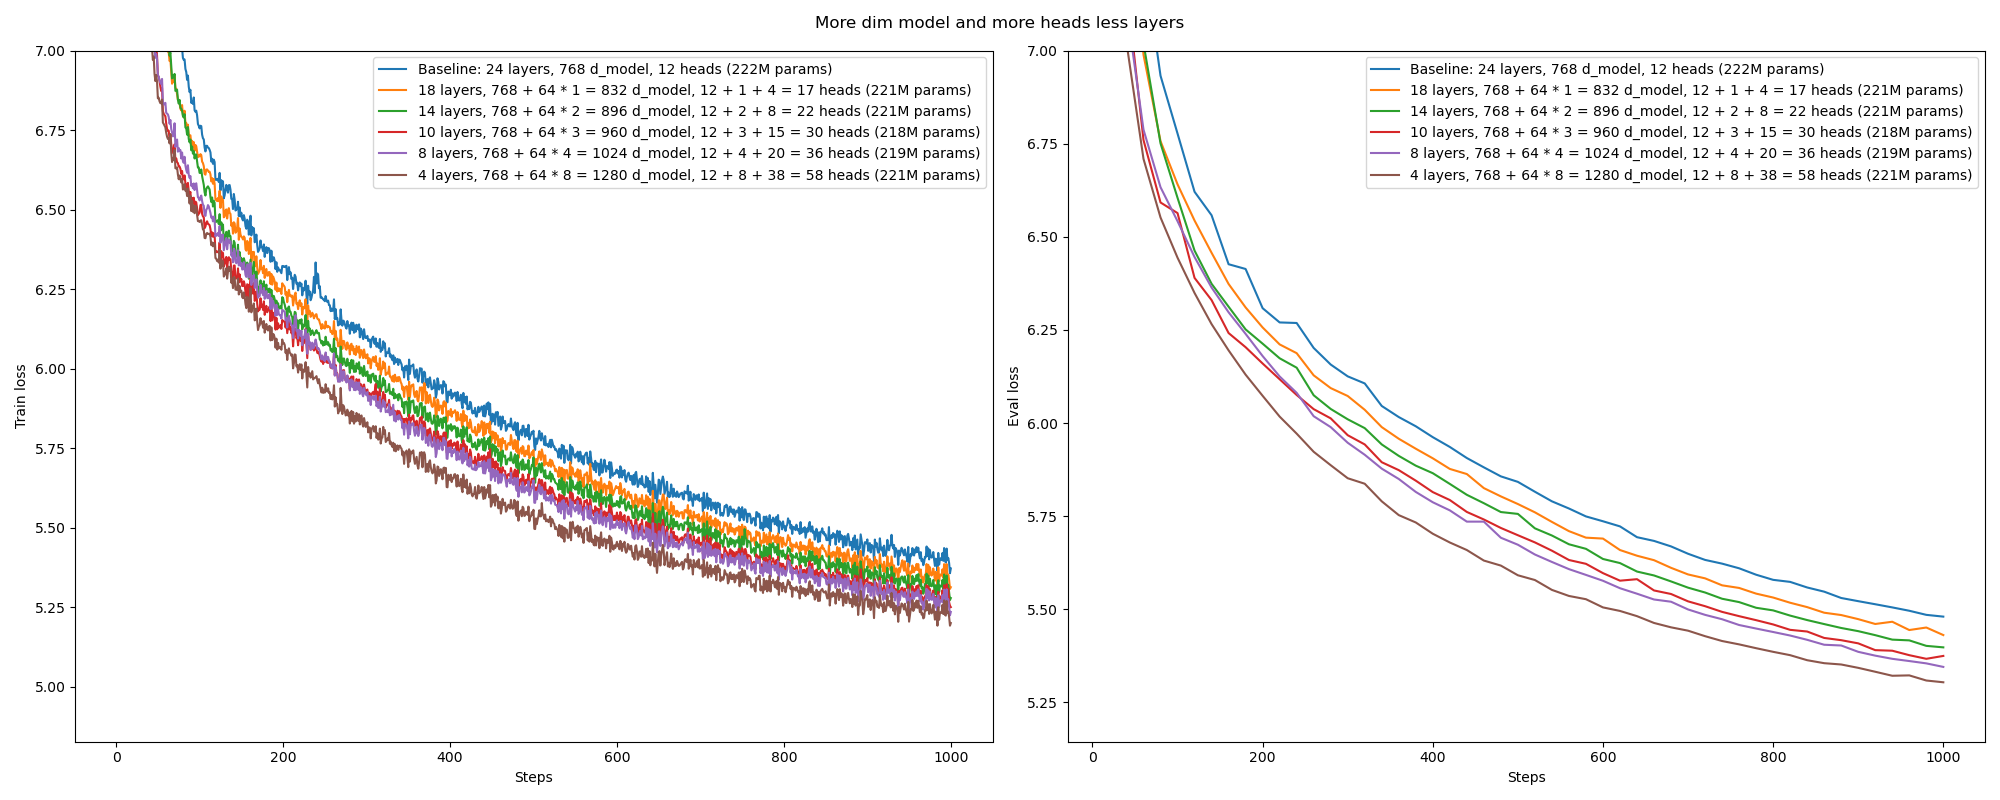 More dim model and more heads less layers
7.00
6.75
6.50
6.25
6.00
5.75
5.50
5.25
5.00
Train loss
0
200
400
600
800
1000
Steps
Baseline: 24 layers, 768 d_model, 12 heads (222M params)
18 layers, 768 + 64 * 1 = 832 d_model, 12 + 1 + 4 = 17 heads (221M params)
14 layers, 768 + 64 * 2 = 896 d_model, 12 + 2 + 8 = 22 heads (221M params)
10 layers, 768 + 64 * 3 = 960 d_model, 12 + 3 + 15 = 30 heads (218M params)
8 layers, 768 + 64 * 4 = 1024 d_model, 12 + 4 + 20 = 36 heads (219M params)
4 layers, 768 + 64 * 8 = 1280 d_model, 12 + 8 + 38 = 58 heads (221M params)
7.00
6.75
6.50
6.25
6.00
5.75
5.50
5.25
Eval loss
0
200
400
600
800
1000
Steps
Baseline: 24 layers, 768 d_model, 12 heads (222M params)
18 layers, 768 + 64 * 1 = 832 d_model, 12 + 1 + 4 = 17 heads (221M params)
14 layers, 768 + 64 * 2 = 896 d_model, 12 + 2 + 8 = 22 heads (221M params)
10 layers, 768 + 64 * 3 = 960 d_model, 12 + 3 + 15 = 30 heads (218M params)
8 layers, 768 + 64 * 4 = 1024 d_model, 12 + 4 + 20 = 36 heads (219M params)
4 layers, 768 + 64 * 8 = 1280 d_model, 12 + 8 + 38 = 58 heads (221M params)